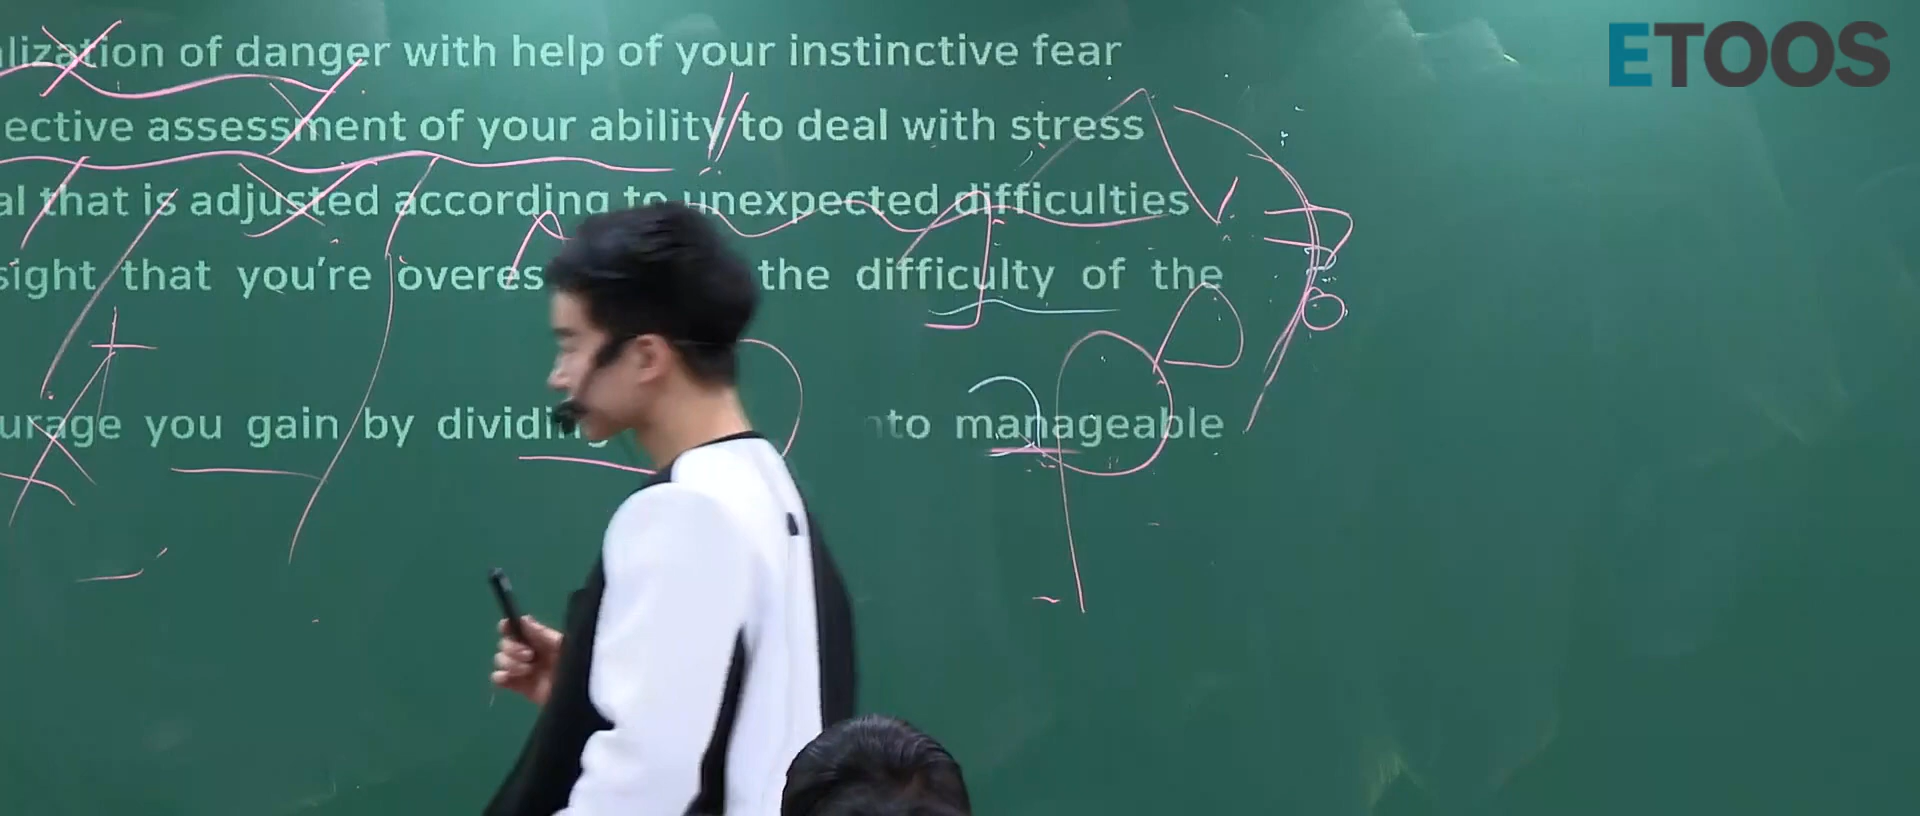 ETOOS
lization of danger with help of your instinctive fear
ective assessment of your ability to deal with stress
al that is adjusted according to unexpected difficulties
sight that you're overes the difficulty of the
urage you gain by dividing nto manageable